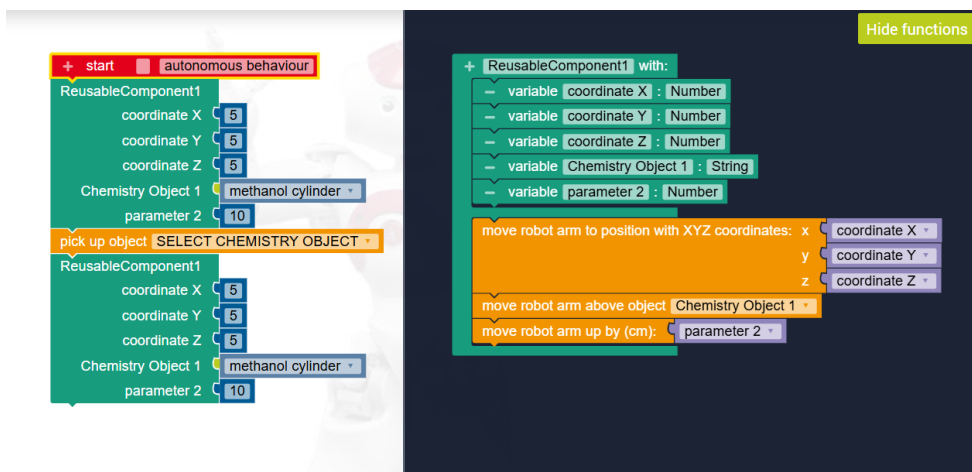 Hide functions
+ start autonomous behaviour
ReusableComponent1
coordinate X 5
coordinate Y 5
coordinate Z 5
Chemistry Object 1 methanol cylinder
parameter 2 10
pick up object SELECT CHEMISTRY OBJECT
ReusableComponent1
coordinate X 5
coordinate Y 5
coordinate Z 5
Chemistry Object 1 methanol cylinder
parameter 2 10
+ ReusableComponent1 with:
– variable coordinate X : Number
– variable coordinate Y : Number
– variable coordinate Z : Number
– variable Chemistry Object 1 : String
– variable parameter 2 : Number
move robot arm to position with XYZ coordinates: x coordinate X
y coordinate Y
z coordinate Z
move robot arm above object Chemistry Object 1
move robot arm up by (cm): parameter 2